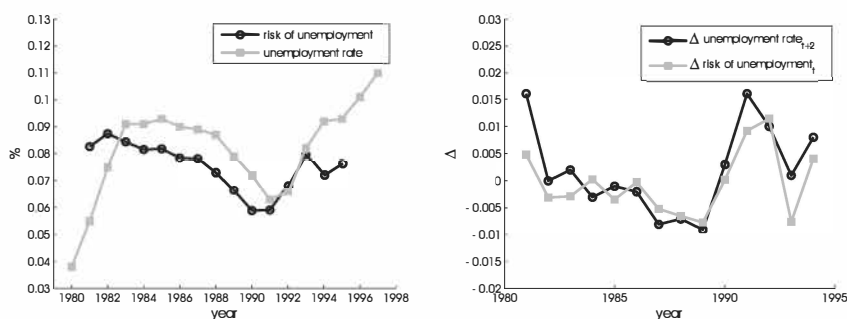 0.13
0.12
0.11
0.1
0.09
0.08
0.07
0.06
0.05
0.04
0.03
%
risk of unemployment
unemployment rate
1980 1982 1984 1986 1988 1990 1992 1994 1996 1998
year
0.03
0.025
0.02
0.015
0.01
0.005
0
- 0.005
- 0.01
- 0.015
- 0.02
Δ
Δ unemployment rate t+2
Δ risk of unemployment t
1980 1985 1990 1995
year